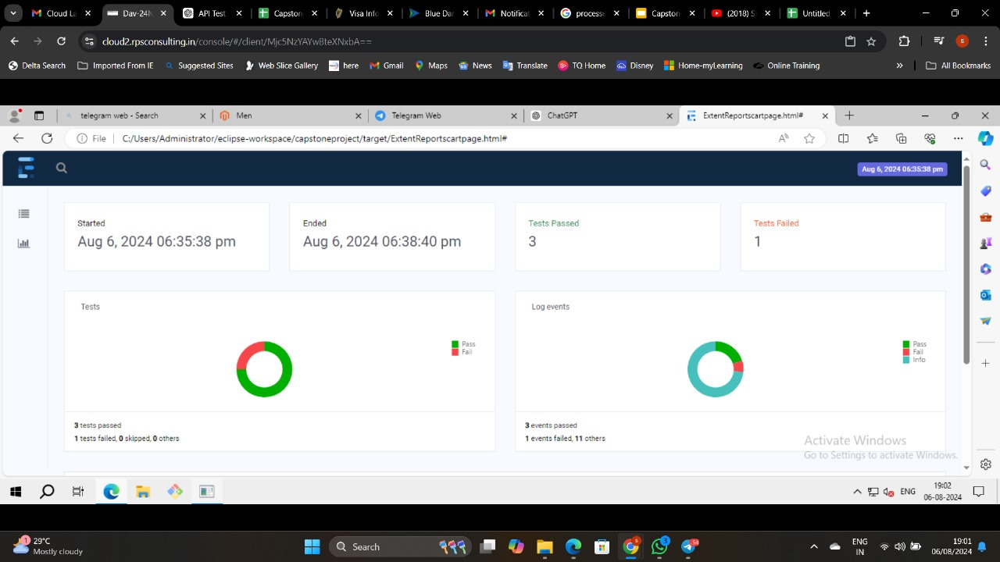 Cloud La
Dav-24N
API Test
Capston
Visa Info
Blue Dar
Notificat
process
Capston
(2018) S
Untitled
cloud2.rpsconsulting.in/console/#/client/Mjc5NzYAYwBteXNxbA==
Delta Search
Imported From IE
Suggested Sites
Web Slice Gallery
here
Gmail
Maps
News
Translate
TQ Home
Disney
Home-myLearning
Online Training
All Bookmarks
telegram web - Search
Men
Telegram Web
ChatGPT
ExtentReportscartpage.html#
File
C:/Users/Administrator/eclipse-workspace/capstoneproject/target/ExtentReportscartpage.html#
Aug 6, 2024 06:35:38 pm
Started
Aug 6, 2024 06:35:38 pm
Ended
Aug 6, 2024 06:38:40 pm
Tests Passed
3
Tests Failed
1
Tests
Pass
Fail
3 tests passed
1 tests failed, 0 skipped, 0 others
Log events
Pass
Fail
Info
3 events passed
1 events failed, 11 others
Activate Windows
Go to Settings to activate Windows.
ENG
19:02
06-08-2024
1
29°C
Mostly cloudy
Search
3
54
ENG
IN
19:01
06/08/2024